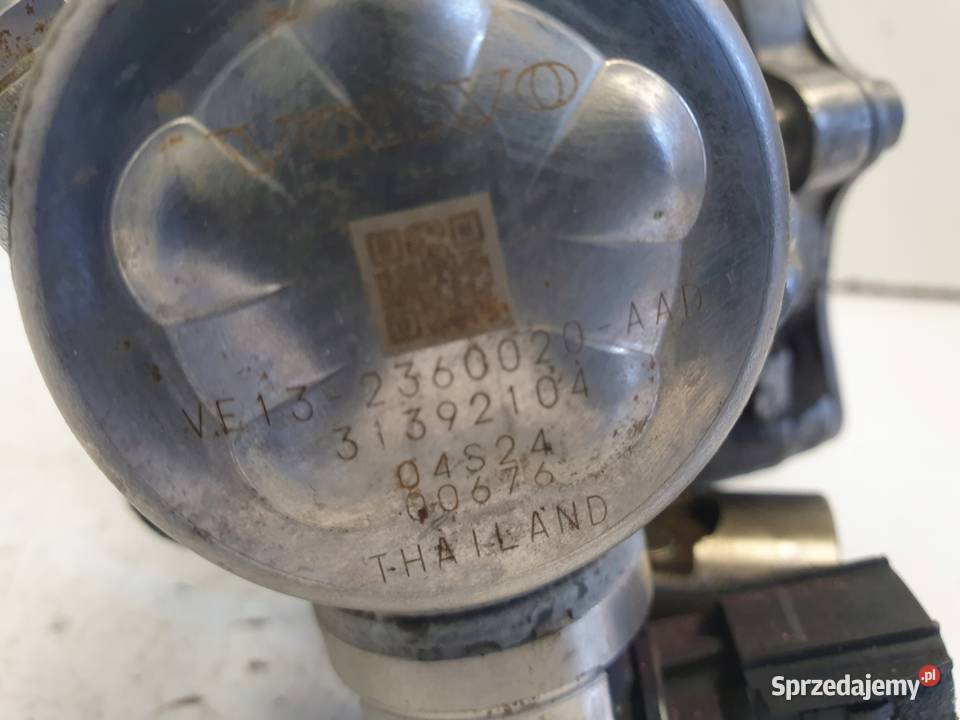 VOLVO
VE13-2360020-AAD
31392104
04S24
00676
THAILAND
Sprzedajemy.pl